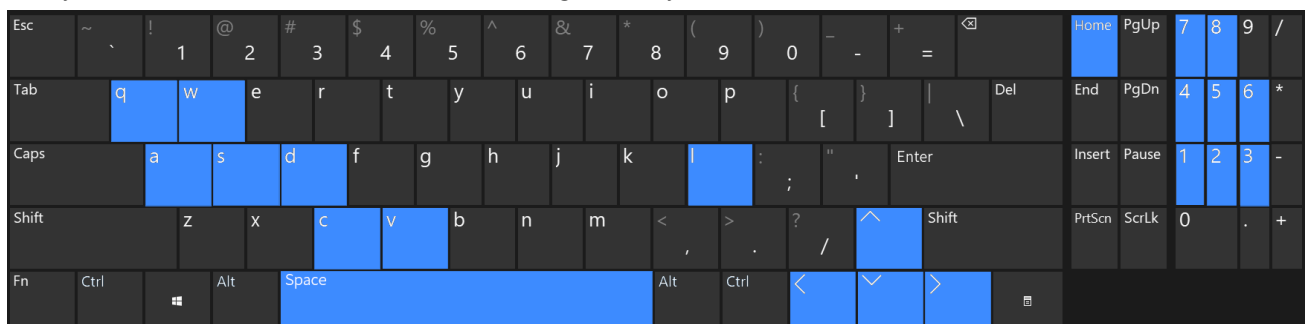 Esc ~ ` ! 1 @ 2 # 3 $ 4 % 5 ^ 6 & 7 * 8 ( 9 ) 0 _ - + = Home PgUp 7 8 9 /
Tab q w e r t y u i o p { [ } ] | \ Del End PgDn 4 5 6 *
Caps a s d f g h j k l : ; " ' Enter Insert Pause 1 2 3 -
Shift z x c v b n m < , > . ? / Shift PrtScn ScrLk 0 . +
Fn Ctrl Alt Space Alt Ctrl